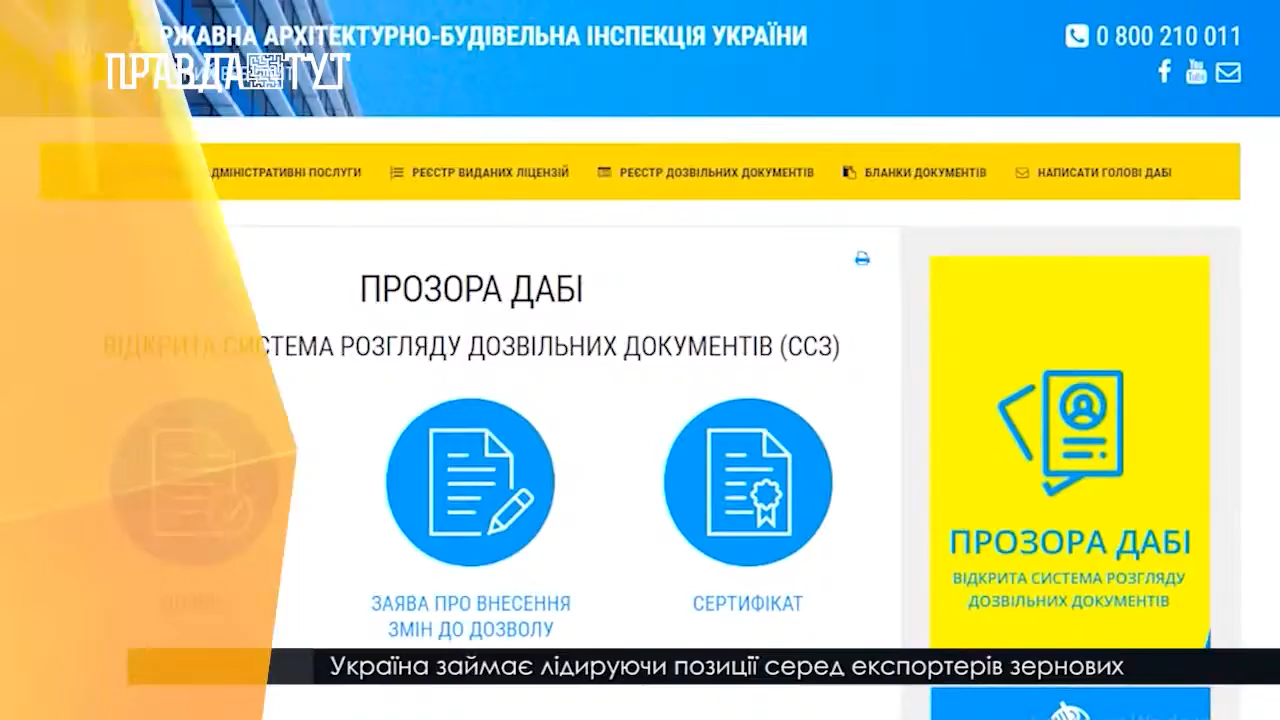 ДЕРЖАВНА АРХІТЕКТУРНО-БУДІВЕЛЬНА ІНСПЕКЦІЯ УКРАЇНИ
0 800 210 011
ПРАВДА ТУТ
АДМІНІСТРАТИВНІ ПОСЛУГИ
РЕЄСТР ВИДАНИХ ЛІЦЕНЗІЙ
РЕЄСТР ДОЗВІЛЬНИХ ДОКУМЕНТІВ
БЛАНКИ ДОКУМЕНТІВ
НАПИСАТИ ГОЛОВІ ДАБІ
ПРОЗОРА ДАБІ
ВІДКРИТА СИСТЕМА РОЗГЛЯДУ ДОЗВІЛЬНИХ ДОКУМЕНТІВ (ССЗ)
ЗАЯВА ПРО ВНЕСЕННЯ
ЗМІН ДО ДОЗВОЛУ
СЕРТИФІКАТ
ПРОЗОРА ДАБІ
ВІДКРИТА СИСТЕМА РОЗГЛЯДУ
ДОЗВІЛЬНИХ ДОКУМЕНТІВ
Україна займає лідируючи позиції серед експортерів зернових